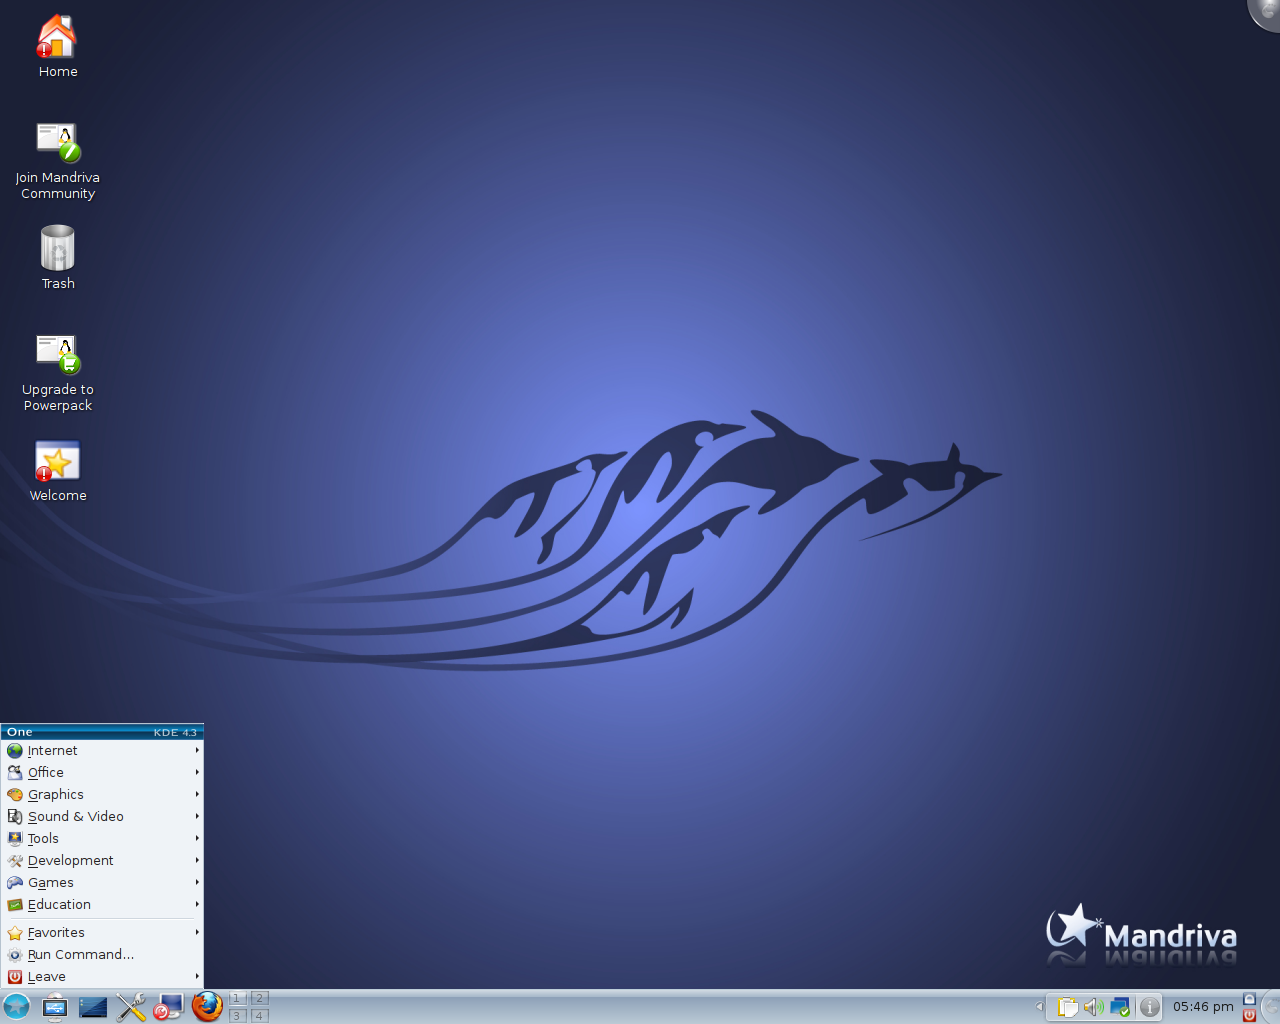 Home
Join Mandriva
Community
Trash
Upgrade to
Powerpack
Welcome
One KDE 4.3
Internet
Office
Graphics
Sound & Video
Tools
Development
Games
Education
Favorites
Run Command...
Leave
Mandriva
1 2
3 4
05:46 pm